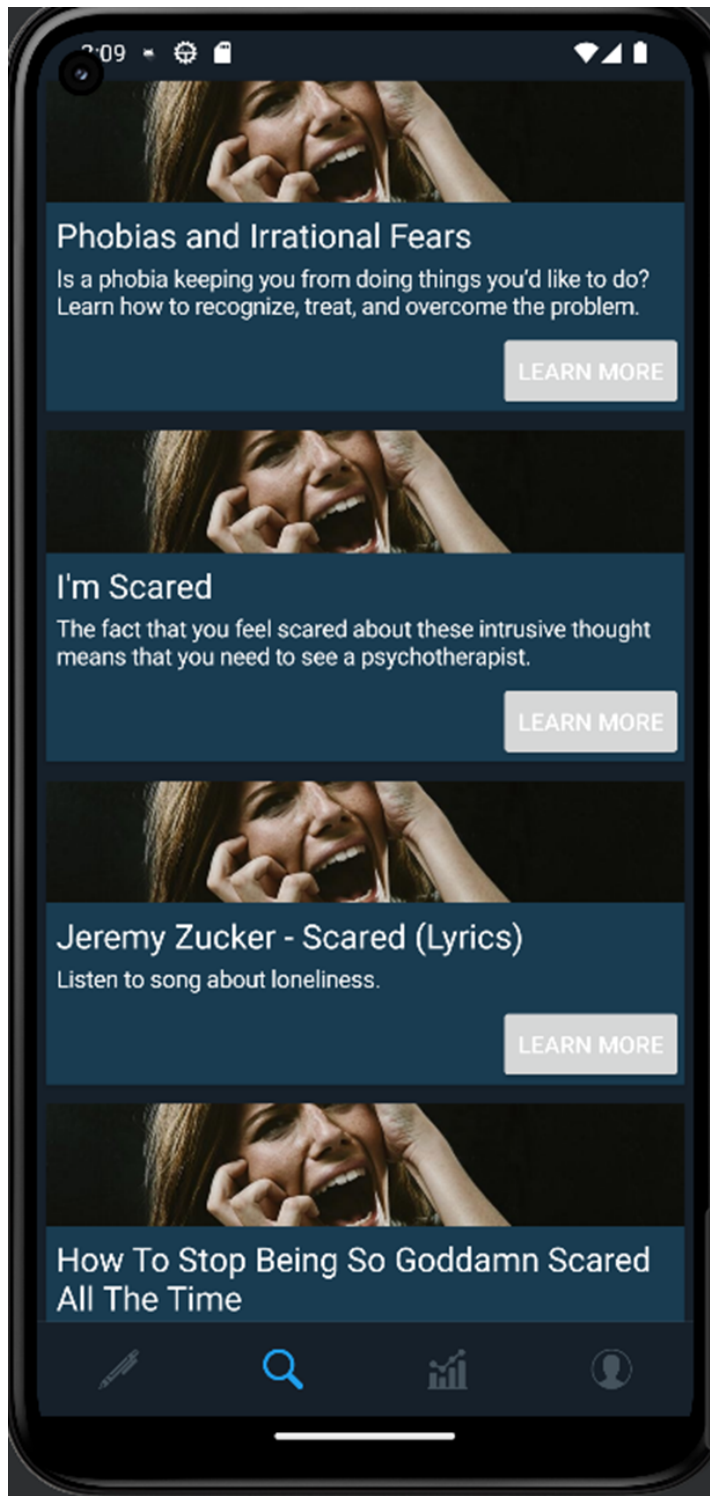 :09
Phobias and Irrational Fears
Is a phobia keeping you from doing things you'd like to do?
Learn how to recognize, treat, and overcome the problem.
LEARN MORE
I'm Scared
The fact that you feel scared about these intrusive thought
means that you need to see a psychotherapist.
LEARN MORE
Jeremy Zucker - Scared (Lyrics)
Listen to song about loneliness.
LEARN MORE
How To Stop Being So Goddamn Scared
All The Time